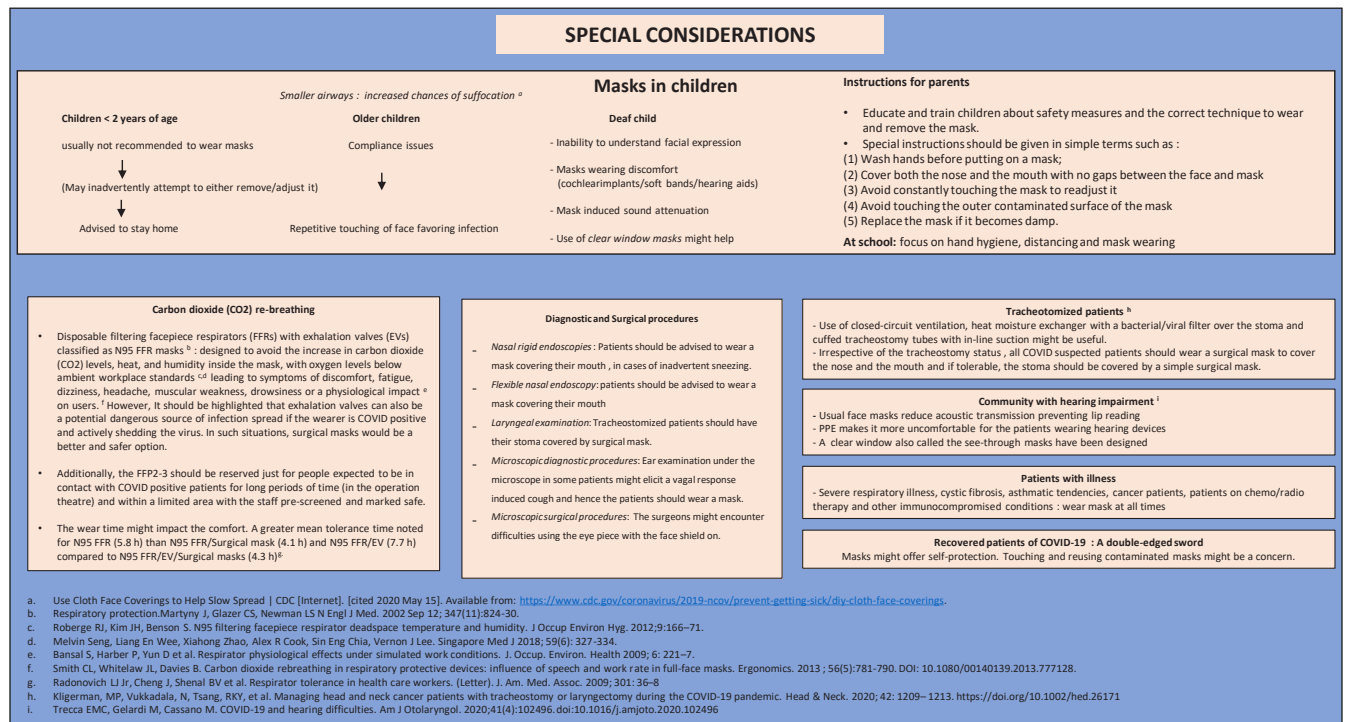 SPECIAL CONSIDERATIONS
Masks in children
Smaller airways : increased chances of suffocation a
Children < 2 years of age
usually not recommended to wear masks
(May inadvertently attempt to either remove/adjust it)
Advised to stay home
Older children
Compliance issues
Repetitive touching of face favoring infection
Deaf child
- Inability to understand facial expression
- Masks wearing discomfort
(cochlearimplants/soft bands/hearing aids)
- Mask induced sound attenuation
- Use of clear window masks might help
Instructions for parents
• Educate and train children about safety measures and the correct technique to wear
and remove the mask.
• Special instructions should be given in simple terms such as :
(1) Wash hands before putting on a mask;
(2) Cover both the nose and the mouth with no gaps between the face and mask
(3) Avoid constantly touching the mask to readjust it
(4) Avoid touching the outer contaminated surface of the mask
(5) Replace the mask if it becomes damp.
At school: focus on hand hygiene, distancing and mask wearing
Carbon dioxide (CO2) re-breathing
• Disposable filtering facepiece respirators (FFRs) with exhalation valves (EVs)
classified as N95 FFR masks b : designed to avoid the increase in carbon dioxide
(CO2) levels, heat, and humidity inside the mask, with oxygen levels below
ambient workplace standards c,d leading to symptoms of discomfort, fatigue,
dizziness, headache, muscular weakness, drowsiness or a physiological impact e
on users. f However, It should be highlighted that exhalation valves can also be
a potential dangerous source of infection spread if the wearer is COVID positive
and actively shedding the virus. In such situations, surgical masks would be a
better and safer option.
• Additionally, the FFP2-3 should be reserved just for people expected to be in
contact with COVID positive patients for long periods of time (in the operation
theatre) and within a limited area with the staff pre-screened and marked safe.
• The wear time might impact the comfort. A greater mean tolerance time noted
for N95 FFR (5.8 h) than N95 FFR/Surgical mask (4.1 h) and N95 FFR/EV (7.7 h)
compared to N95 FFR/EV/Surgical masks (4.3 h)g.
Diagnostic and Surgical procedures
- Nasal rigid endoscopies : Patients should be advised to wear a
mask covering their mouth , in cases of inadvertent sneezing.
- Flexible nasal endoscopy: patients should be advised to wear a
mask covering their mouth
- Laryngeal examination: Tracheostomized patients should have
their stoma covered by surgical mask.
- Microscopic diagnostic procedures: Ear examination under the
microscope in some patients might elicit a vagal response
induced cough and hence the patients should wear a mask.
- Microscopic surgical procedures: The surgeons might encounter
difficulties using the eye piece with the face shield on.
Tracheotomized patients h
- Use of closed-circuit ventilation, heat moisture exchanger with a bacterial/viral filter over the stoma and
cuffed tracheostomy tubes with in-line suction might be useful.
- Irrespective of the tracheostomy status , all COVID suspected patients should wear a surgical mask to cover
the nose and the mouth and if tolerable, the stoma should be covered by a simple surgical mask.
Community with hearing impairment i
- Usual face masks reduce acoustic transmission preventing lip reading
- PPE makes it more uncomfortable for the patients wearing hearing devices
- A clear window also called the see-through masks have been designed
Patients with illness
- Severe respiratory illness, cystic fibrosis, asthmatic tendencies, cancer patients, patients on chemo/radio
therapy and other immunocompromised conditions : wear mask at all times
Recovered patients of COVID-19 : A double-edged sword
Masks might offer self-protection. Touching and reusing contaminated masks might be a concern.
a. Use Cloth Face Coverings to Help Slow Spread | CDC [Internet]. [cited 2020 May 15]. Available from: https://www.cdc.gov/coronavirus/2019-ncov/prevent-getting-sick/diy-cloth-face-coverings.
b. Respiratory protection.Martyny J, Glazer CS, Newman LS N Engl J Med. 2002 Sep 12; 347(11):824-30.
c. Roberge RJ, Kim JH, Benson S. N95 filtering facepiece respirator deadspace temperature and humidity. J Occup Environ Hyg. 2012;9:166–71.
d. Melvin Seng, Liang En Wee, Xiahong Zhao, Alex R Cook, Sin Eng Chia, Vernon J Lee. Singapore Med J 2018; 59(6): 327-334.
e. Bansal S, Harber P, Yun D et al. Respirator physiological effects under simulated work conditions. J. Occup. Environ. Health 2009; 6: 221–7.
f. Smith CL, Whitelaw JL, Davies B. Carbon dioxide rebreathing in respiratory protective devices: influence of speech and work rate in full-face masks. Ergonomics. 2013 ; 56(5):781-790. DOI: 10.1080/00140139.2013.777128.
g. Radonovich LJ Jr, Cheng J, Shenal BV et al. Respirator tolerance in health care workers. (Letter). J. Am. Med. Assoc. 2009; 301: 36–8
h. Kligerman, MP, Vukkadala, N, Tsang, RKY, et al. Managing head and neck cancer patients with tracheostomy or laryngectomy during the COVID-19 pandemic. Head & Neck. 2020; 42: 1209– 1213. https://doi.org/10.1002/hed.26171
i. Trecca EMC, Gelardi M, Cassano M. COVID-19 and hearing difficulties. Am J Otolaryngol. 2020;41(4):102496. doi:10.1016/j.amjoto.2020.102496